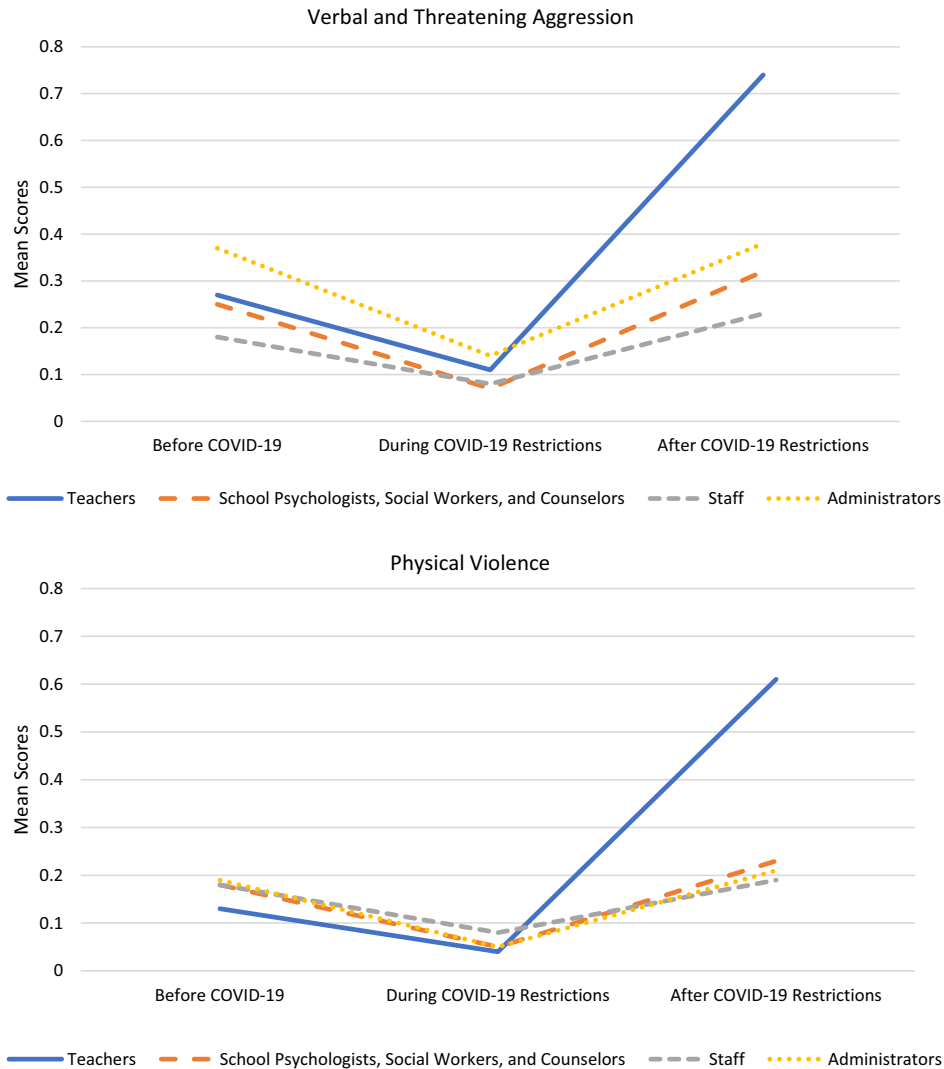 Verbal and Threatening Aggression
0.8
0.7
0.6
0.5
0.4
0.3
0.2
0.1
0
Mean Scores
Before COVID-19 During COVID-19 Restrictions After COVID-19 Restrictions
Teachers School Psychologists, Social Workers, and Counselors Staff Administrators
Physical Violence
0.8
0.7
0.6
0.5
0.4
0.3
0.2
0.1
0
Mean Scores
Before COVID-19 During COVID-19 Restrictions After COVID-19 Restrictions
Teachers School Psychologists, Social Workers, and Counselors Staff Administrators